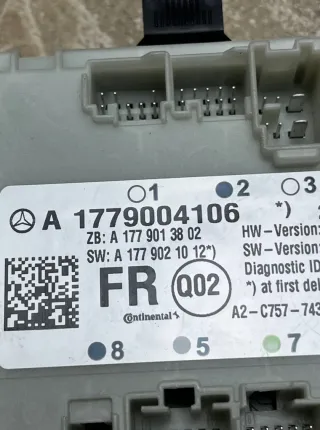 1 2 3
A 1779004106 *)
ZB: A 177 901 38 02
SW: A 177 902 10 12*)
HW-Version:
SW-Version:
Diagnostic ID
*) at first del
FR Q02
Continental
A2-C757-743
8 5 7